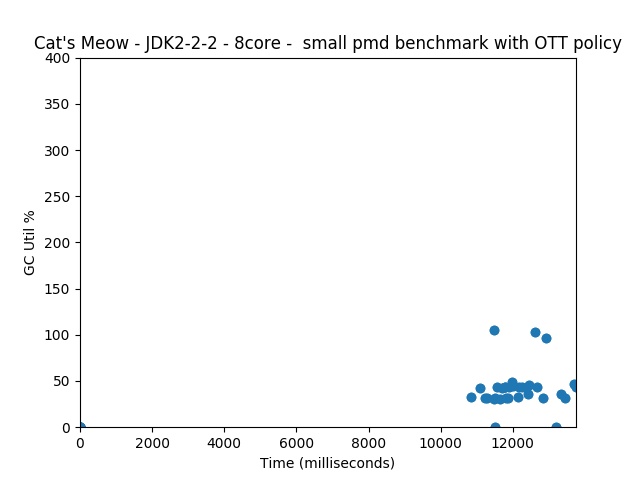 Cat's Meow - JDK2-2-2 - 8core -  small pmd benchmark with OTT policy
400
350
300
250
200
150
100
50
0
GC Util %
0 2000 4000 6000 8000 10000 12000
Time (milliseconds)